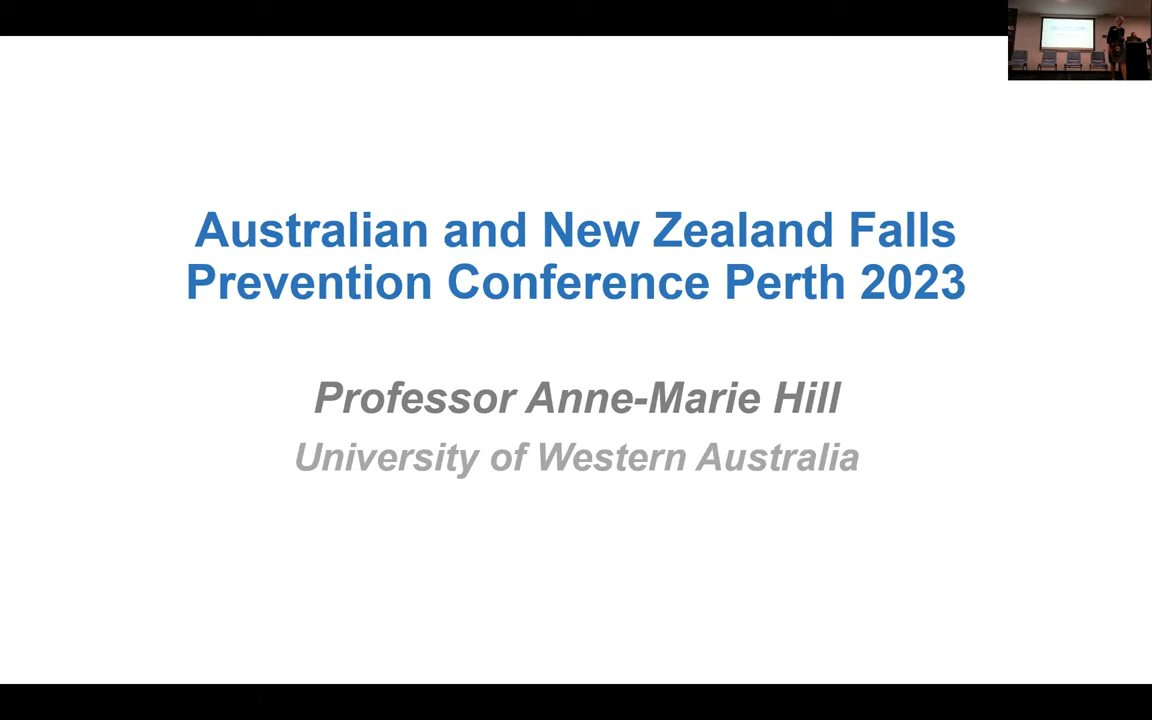 Australian and New Zealand Falls
Prevention Conference Perth 2023
Professor Anne-Marie Hill
University of Western Australia